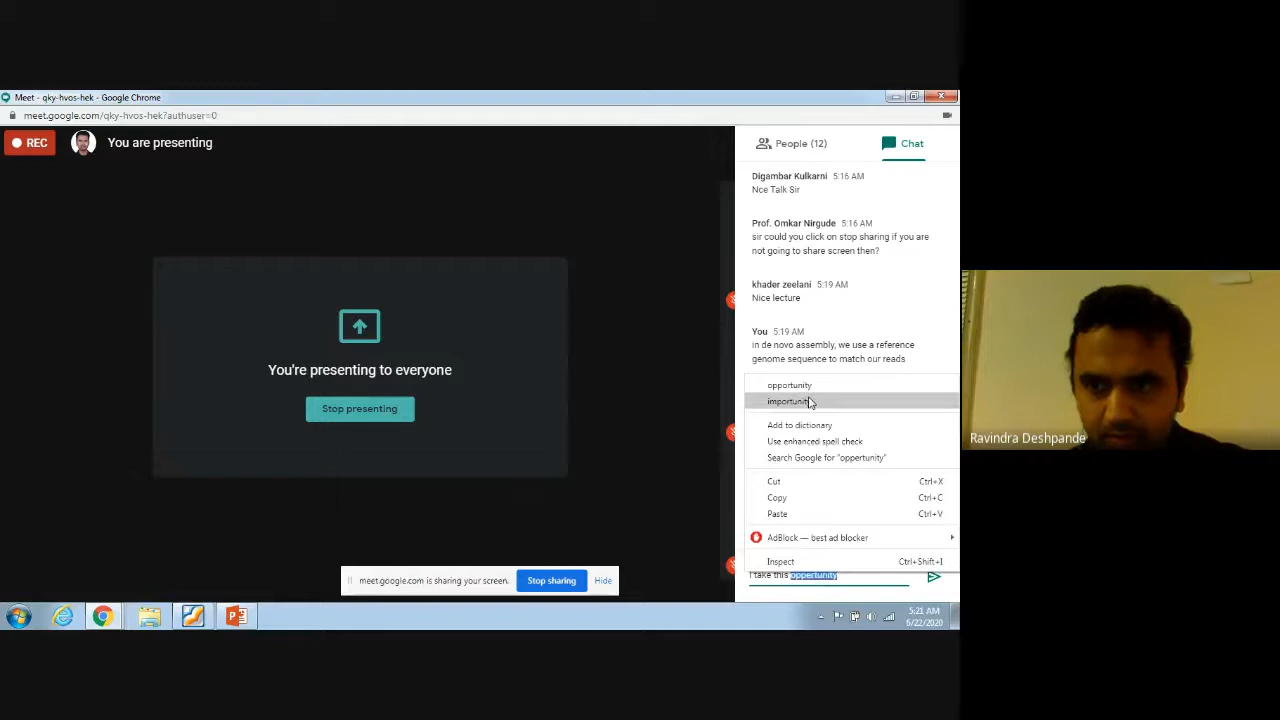 Meet - qky-hvos-hek - Google Chrome
meet.google.com/qky-hvos-hek?authuser=0
REC
You are presenting
People (12)
Chat
Digambar Kulkarni 5:16 AM
Nce Talk Sir
Prof. Omkar Nirgude 5:16 AM
sir could you click on stop sharing if you are
not going to share screen then?
khader zeelani 5:19 AM
Nice lecture
You 5:19 AM
in de novo assembly, we use a reference
genome sequence to match our reads
opportunity
importunity
Add to dictionary
Use enhanced spell check
Search Google for "oppertunity"
Cut Ctrl+X
Copy Ctrl+C
Paste Ctrl+V
AdBlock — best ad blocker
Inspect Ctrl+Shift+I
I take this oppertunity
You're presenting to everyone
Stop presenting
meet.google.com is sharing your screen.
Stop sharing
Hide
5:21 AM
6/22/2020
Ravindra Deshpande